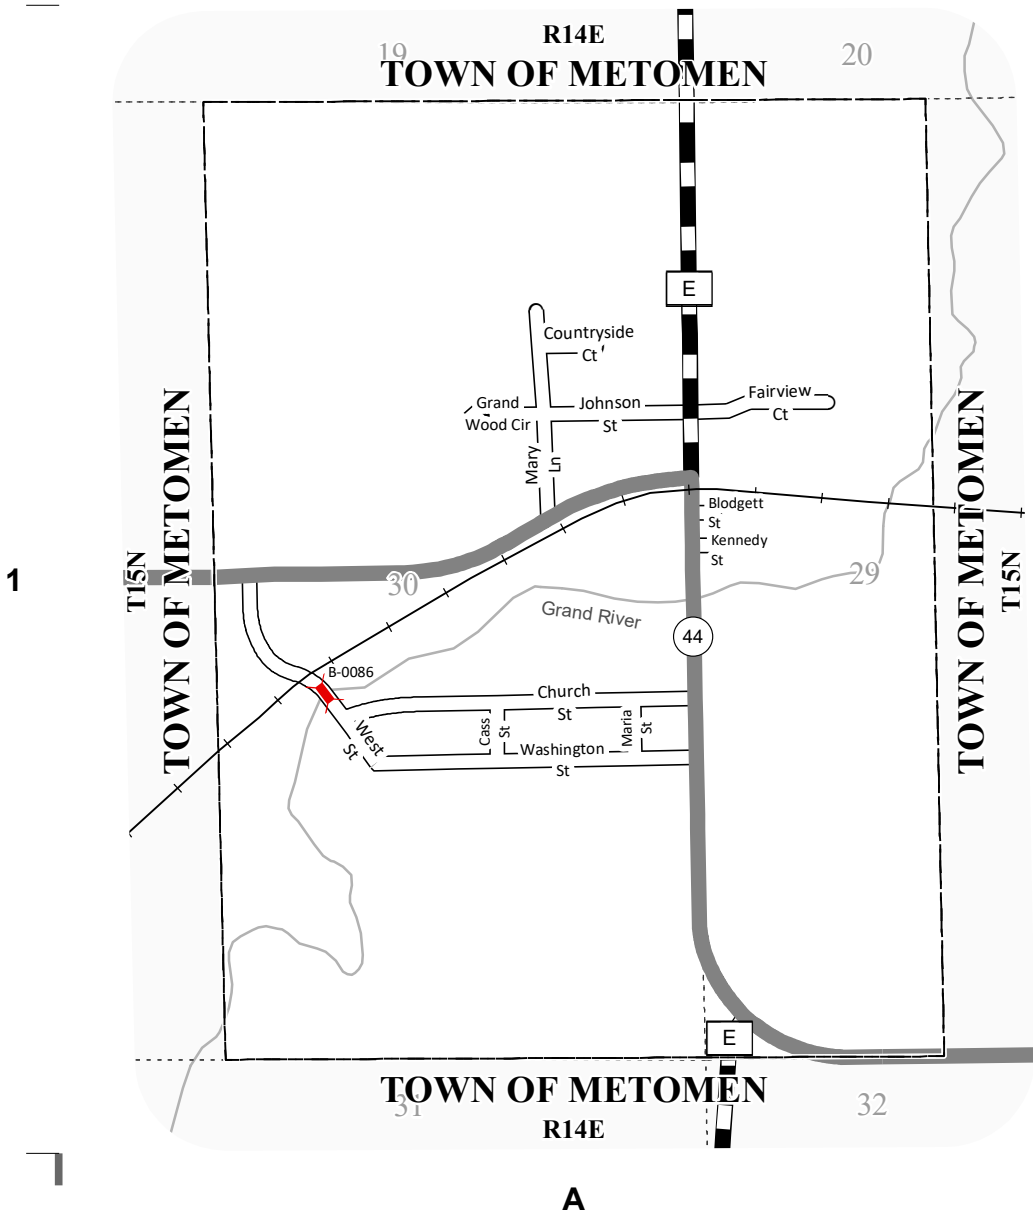 R14E
19
20
TOWN OF METOMEN
E
Countryside
Ct
Grand
Wood Cir
Johnson
St
Fairview
Ct
Mary
Ln
TOWN OF METOMEN
T15N
1
Blodgett
St
Kennedy
St
30
29
Grand River
44
TOWN OF METOMEN
T15N
B-0086
Church
St
West
St
Cass
St
Maria
St
Washington
St
E
TOWN OF METOMEN
31
32
R14E
A